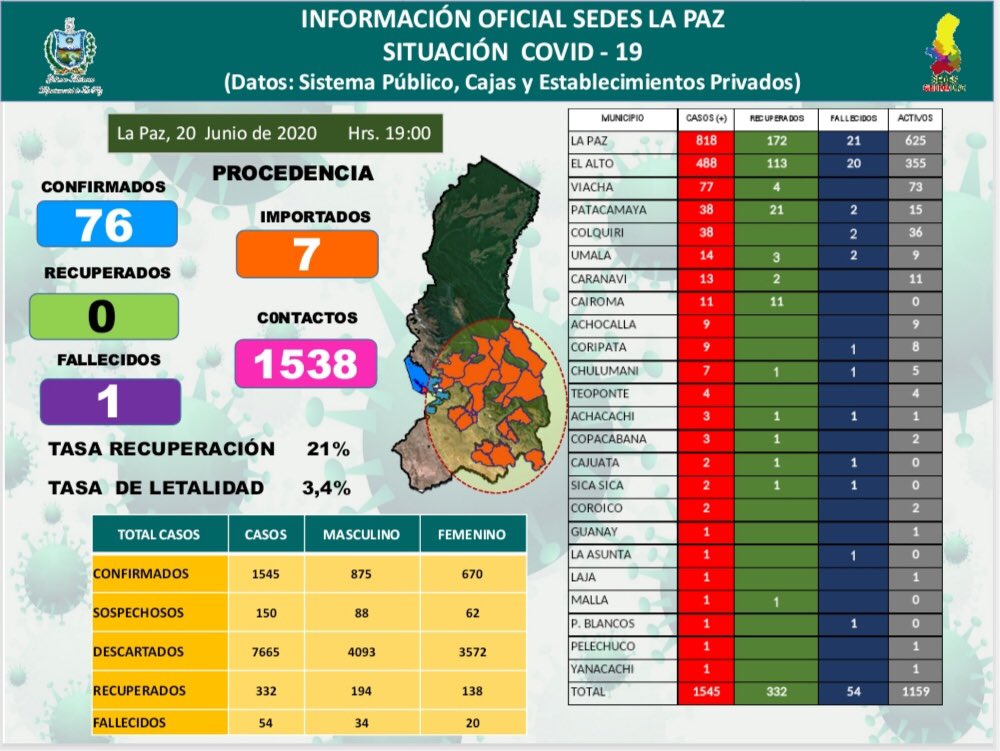 INFORMACIÓN OFICIAL SEDES LA PAZ
SITUACIÓN COVID - 19
(Datos: Sistema Público, Cajas y Establecimientos Privados)
La Paz, 20 Junio de 2020 Hrs. 19:00
CONFIRMADOS
76
RECUPERADOS
0
FALLECIDOS
1
PROCEDENCIA
IMPORTADOS
7
C0NTACTOS
1538
TASA RECUPERACIÓN 21%
TASA DE LETALIDAD 3,4%
TOTAL CASOS CASOS MASCULINO FEMENINO
CONFIRMADOS 1545 875 670
SOSPECHOSOS 150 88 62
DESCARTADOS 7665 4093 3572
RECUPERADOS 332 194 138
FALLECIDOS 54 34 20
MUNICIPIO CASOS (+) RECUPERADOS FALLECIDOS ACTIVOS
LA PAZ 818 172 21 625
EL ALTO 488 113 20 355
VIACHA 77 4 73
PATACAMAYA 38 21 2 15
COLQUIRI 38 2 36
UMALA 14 3 2 9
CARANAVI 13 2 11
CAIROMA 11 11 0
ACHOCALLA 9 9
CORIPATA 9 1 8
CHULUMANI 7 1 1 5
TEOPONTE 4 4
ACHACACHI 3 1 1 1
COPACABANA 3 1 2
CAJUATA 2 1 1 0
SICA SICA 2 1 1 0
COROICO 2 2
GUANAY 1 1
LA ASUNTA 1 1 0
LAJA 1 1
MALLA 1 1 0
P. BLANCOS 1 1 0
PELECHUCO 1 1
YANACACHI 1 1
TOTAL 1545 332 54 1159